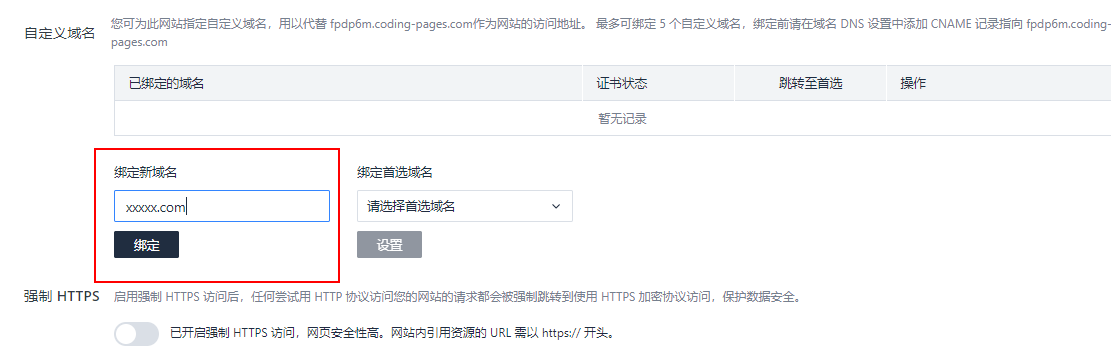 自定义域名
您可为此网站指定自定义域名，用以代替 fpdp6m.coding-pages.com作为网站的访问地址。 最多可绑定 5 个自定义域名，绑定前请在域名 DNS 设置中添加 CNAME 记录指向 fpdp6m.coding-
pages.com
已绑定的域名 证书状态 跳转至首选 操作
暂无记录
绑定新域名 绑定首选域名
xxxxx.com 请选择首选域名
绑定 设置
强制 HTTPS 启用强制 HTTPS 访问后，任何尝试用 HTTP 协议访问您的网站的请求都会被强制跳转到使用 HTTPS 加密协议访问，保护数据安全。
已开启强制 HTTPS 访问，网页安全性高。网站内引用资源的 URL 需以 https:// 开头。